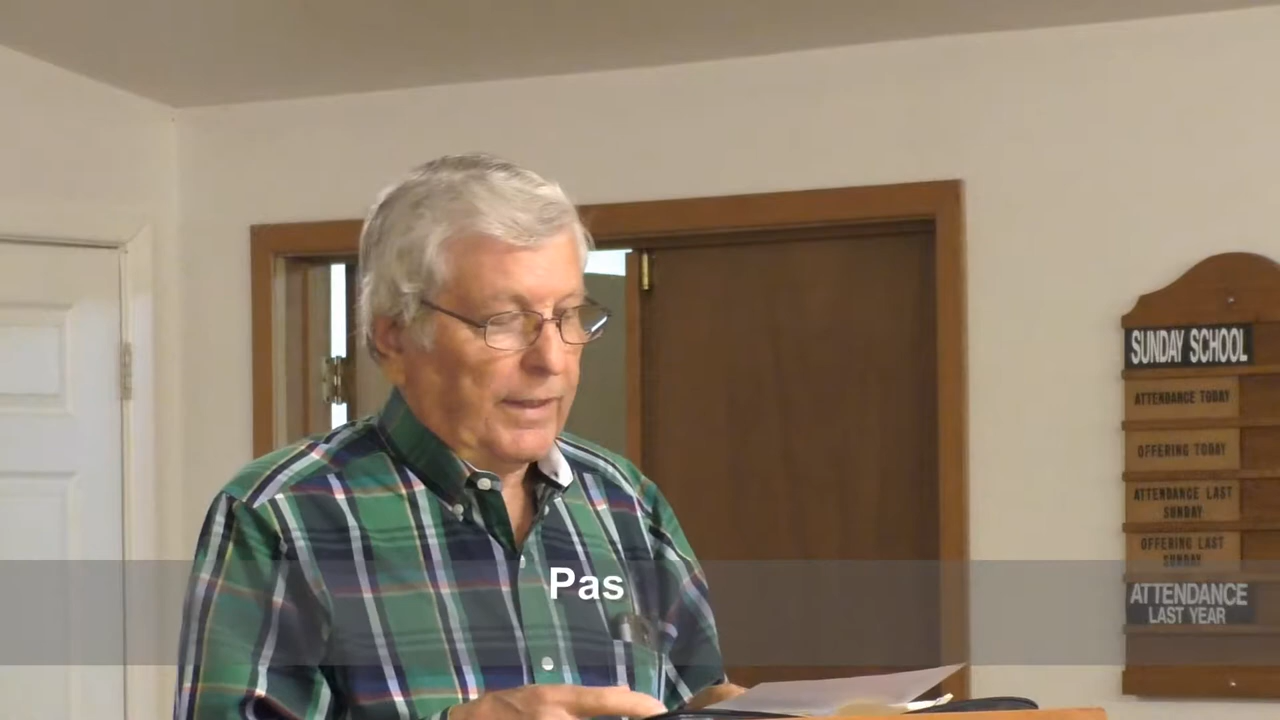 SUNDAY SCHOOL
ATTENDANCE TODAY
OFFERING TODAY
ATTENDANCE LAST
SUNDAY
OFFERING LAST
SUNDAY
ATTENDANCE
LAST YEAR
Pas